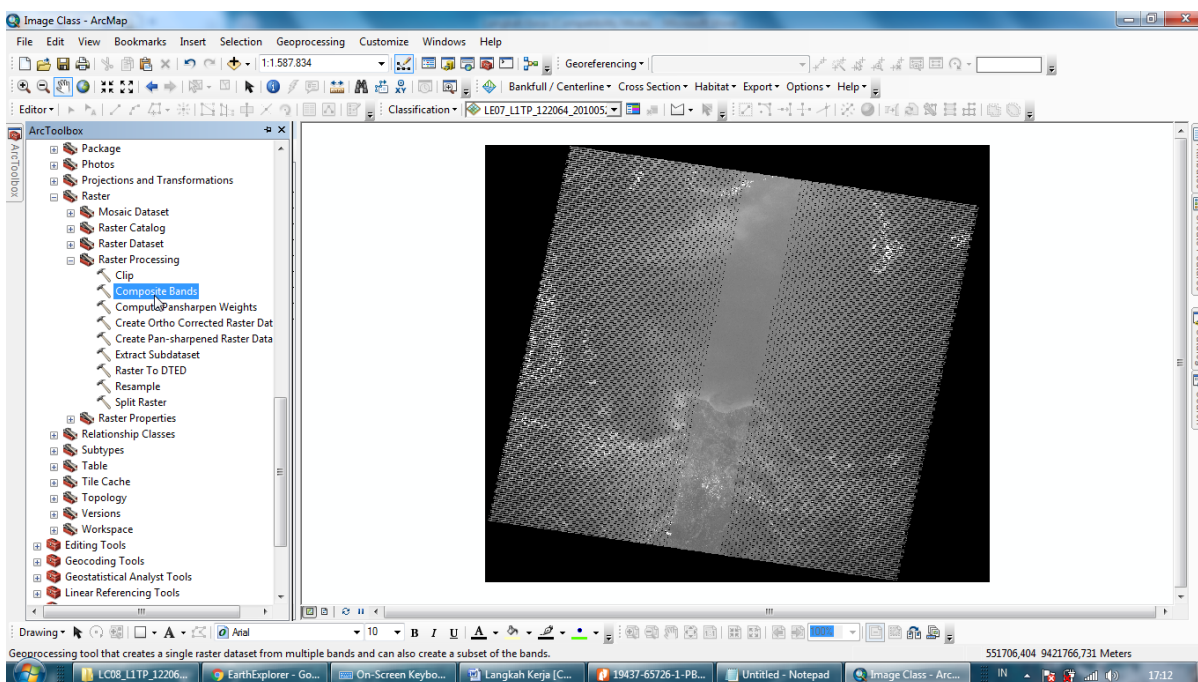 Image Class - ArcMap
File Edit View Bookmarks Insert Selection Geoprocessing Customize Windows Help
1:1.587.834 Georeferencing
Bankfull / Centerline Cross Section Habitat Export Options Help
Editor Classification LE07_L1TP_122064_201005
ArcToolbox
ArcToolbox
Package
Photos
Projections and Transformations
Raster
Mosaic Dataset
Raster Catalog
Raster Dataset
Raster Processing
Clip
Composite Bands
Compute Pansharpen Weights
Create Ortho Corrected Raster Dat
Create Pan-sharpened Raster Data
Extract Subdataset
Raster To DTED
Resample
Split Raster
Raster Properties
Relationship Classes
Subtypes
Table
Tile Cache
Topology
Versions
Workspace
Editing Tools
Geocoding Tools
Geostatistical Analyst Tools
Linear Referencing Tools
Drawing A Arial 10 B I U A 100%
Geoprocessing tool that creates a single raster dataset from multiple bands and can also create a subset of the bands. 551706,404 9421766,731 Meters
LC08_L1TP_12206... EarthExplorer - Go... On-Screen Keybo... Langkah Kerja [C... 19437-65726-1-PB... Untitled - Notepad Image Class - Arc... IN 17:12